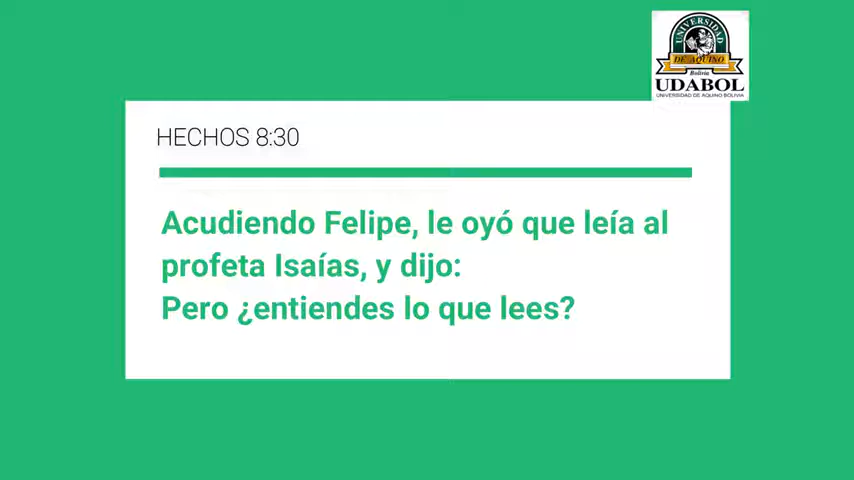 UNIVERSIDAD
DE AQUINO
Bolivia
UDABOL
UNIVERSIDAD DE AQUINO BOLIVIA
HECHOS 8:30
Acudiendo Felipe, le oyó que leía al
profeta Isaías, y dijo:
Pero ¿entiendes lo que lees?